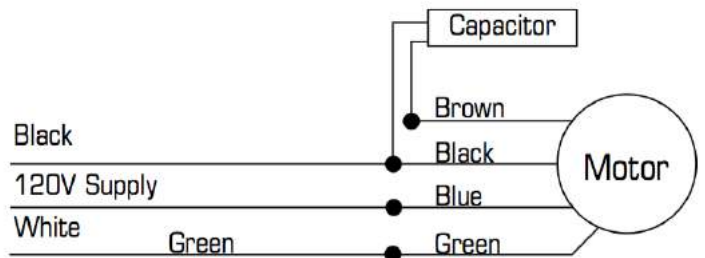 Capacitor
Brown
Black
Black
Motor
120V Supply
Blue
White
Green
Green